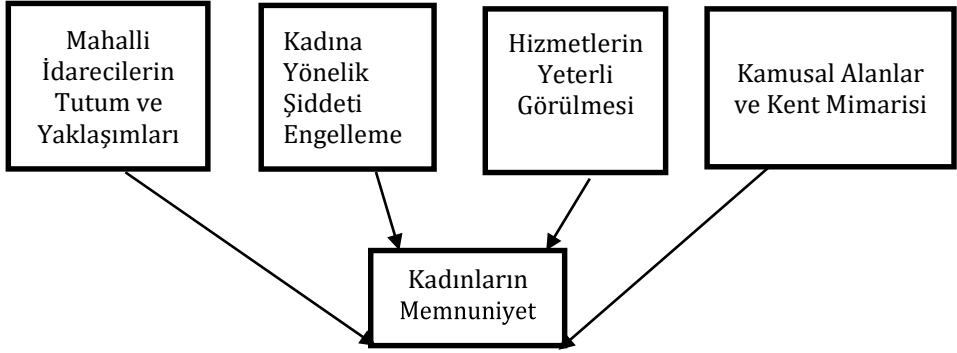 Mahalli
İdarecilerin
Tutum ve
Yaklaşımları
Kadına
Yönelik
Şiddeti
Engelleme
Hizmetlerin
Yeterli
Görülmesi
Kamusal Alanlar
ve Kent Mimarisi
Kadınların
Memnuniyet